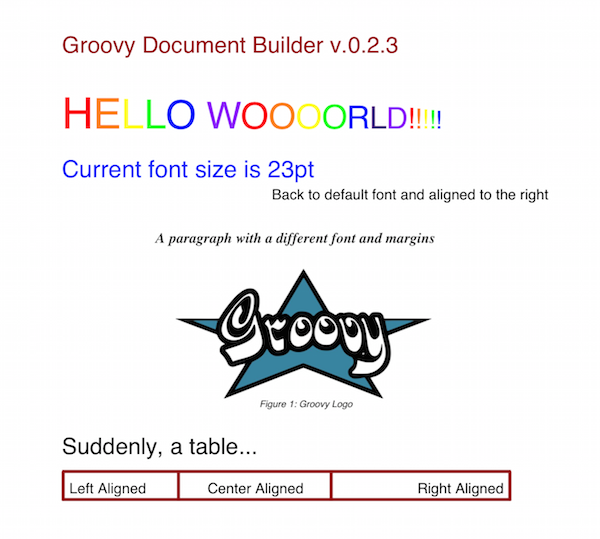 Groovy Document Builder v.0.2.3
HELLO WOOOORLD!!!!!
Current font size is 23pt
Back to default font and aligned to the right
A paragraph with a different font and margins
Groovy
Figure 1: Groovy Logo
Suddenly, a table...
Left Aligned Center Aligned Right Aligned